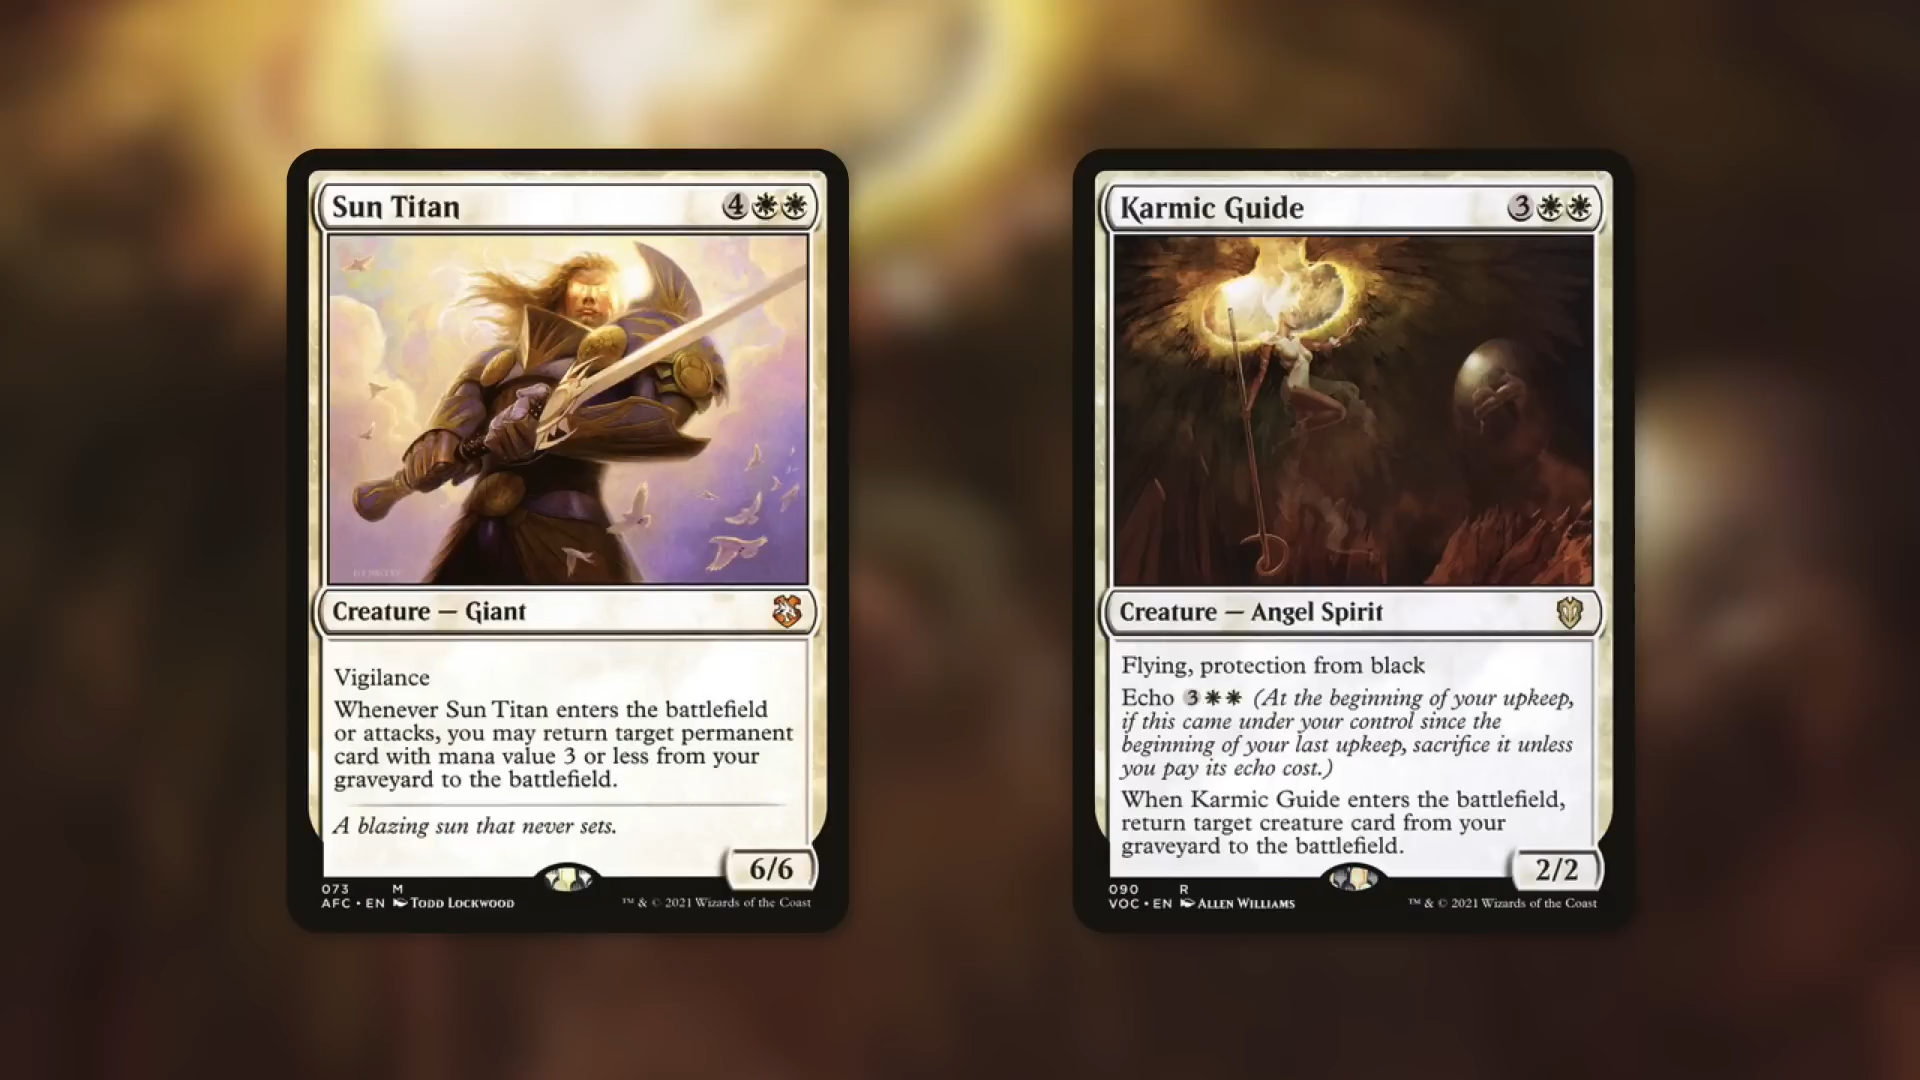 Sun Titan 4
Creature — Giant
Vigilance
Whenever Sun Titan enters the battlefield
or attacks, you may return target permanent
card with mana value 3 or less from your
graveyard to the battlefield.
A blazing sun that never sets.
6/6
073 M
AFC • EN Todd Lockwood
™ & © 2021 Wizards of the Coast
Karmic Guide 3
Creature — Angel Spirit
Flying, protection from black
Echo 3 (At the beginning of your upkeep,
if this came under your control since the
beginning of your last upkeep, sacrifice it unless
you pay its echo cost.)
When Karmic Guide enters the battlefield,
return target creature card from your
graveyard to the battlefield.
2/2
090 R
VOC • EN Allen Williams
™ & © 2021 Wizards of the Coast